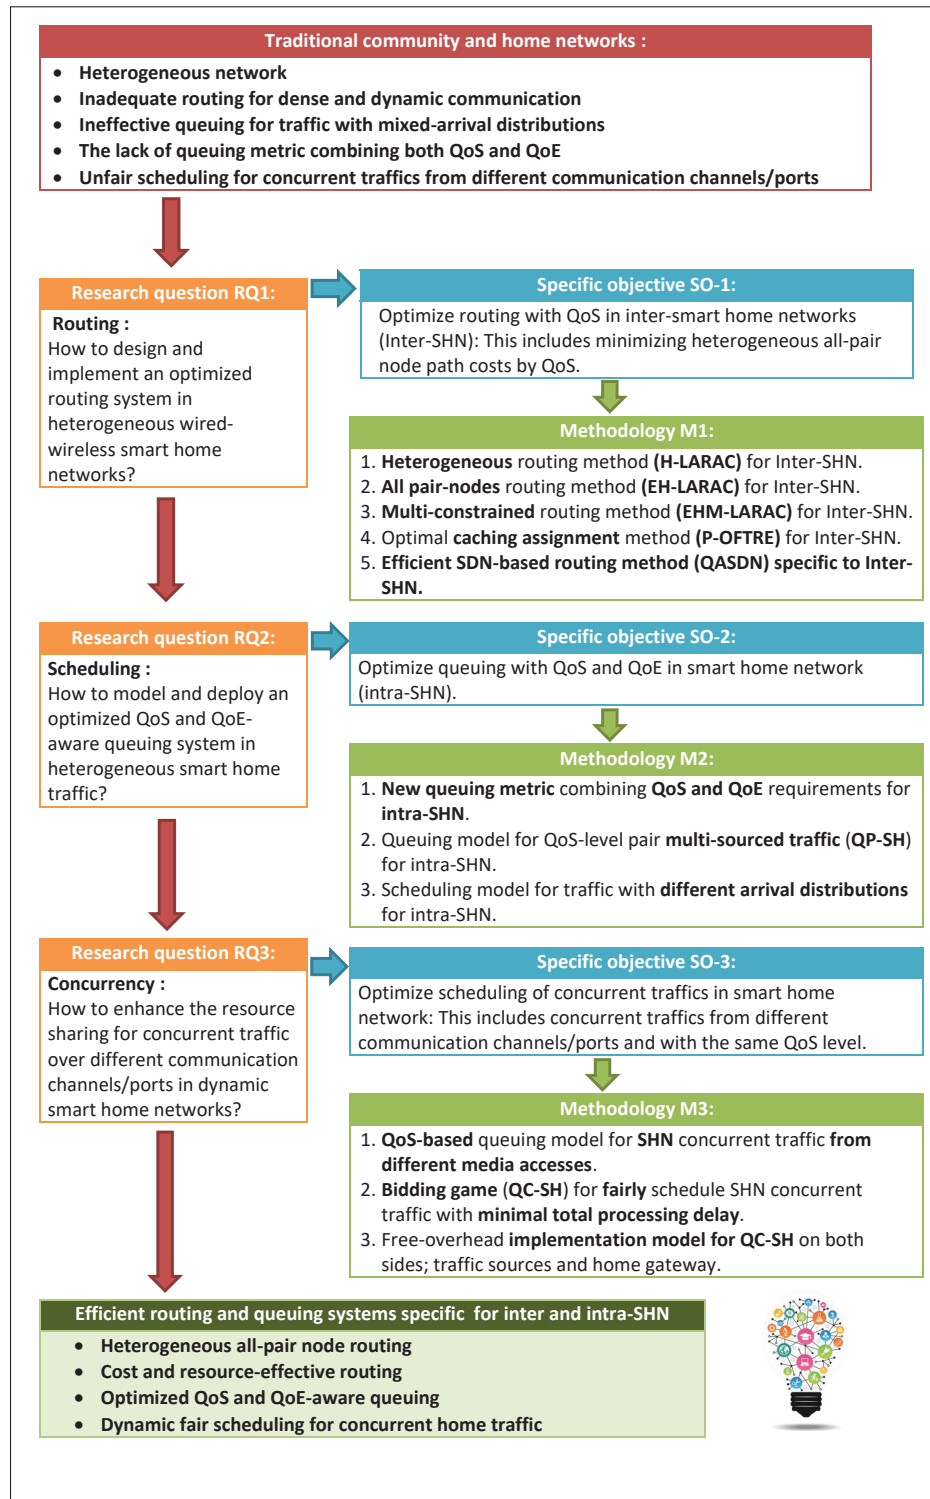 Traditional community and home networks :
• Heterogeneous network
• Inadequate routing for dense and dynamic communication
• Ineffective queuing for traffic with mixed-arrival distributions
• The lack of queuing metric combining both QoS and QoE
• Unfair scheduling for concurrent traffics from different communication channels/ports
Research question RQ1:
Routing :
How to design and
implement an optimized
routing system in
heterogeneous wired-
wireless smart home
networks?
Specific objective SO-1:
Optimize routing with QoS in inter-smart home networks
(Inter-SHN): This includes minimizing heterogeneous all-pair
node path costs by QoS.
Methodology M1:
1. Heterogeneous routing method (H-LARAC) for Inter-SHN.
2. All pair-nodes routing method (EH-LARAC) for Inter-SHN.
3. Multi-constrained routing method (EHM-LARAC) for Inter-SHN.
4. Optimal caching assignment method (P-OFTRE) for Inter-SHN.
5. Efficient SDN-based routing method (QASDN) specific to Inter-
SHN.
Research question RQ2:
Scheduling :
How to model and deploy an
optimized QoS and QoE-
aware queuing system in
heterogeneous smart home
traffic?
Specific objective SO-2:
Optimize queuing with QoS and QoE in smart home network
(intra-SHN).
Methodology M2:
1. New queuing metric combining QoS and QoE requirements for
intra-SHN.
2. Queuing model for QoS-level pair multi-sourced traffic (QP-SH)
for intra-SHN.
3. Scheduling model for traffic with different arrival distributions
for intra-SHN.
Research question RQ3:
Concurrency :
How to enhance the resource
sharing for concurrent traffic
over different communication
channels/ports in dynamic
smart home networks?
Specific objective SO-3:
Optimize scheduling of concurrent traffics in smart home
network: This includes concurrent traffics from different
communication channels/ports and with the same QoS level.
Methodology M3:
1. QoS-based queuing model for SHN concurrent traffic from
different media accesses.
2. Bidding game (QC-SH) for fairly schedule SHN concurrent
traffic with minimal total processing delay.
3. Free-overhead implementation model for QC-SH on both
sides; traffic sources and home gateway.
Efficient routing and queuing systems specific for inter and intra-SHN
• Heterogeneous all-pair node routing
• Cost and resource-effective routing
• Optimized QoS and QoE-aware queuing
• Dynamic fair scheduling for concurrent home traffic